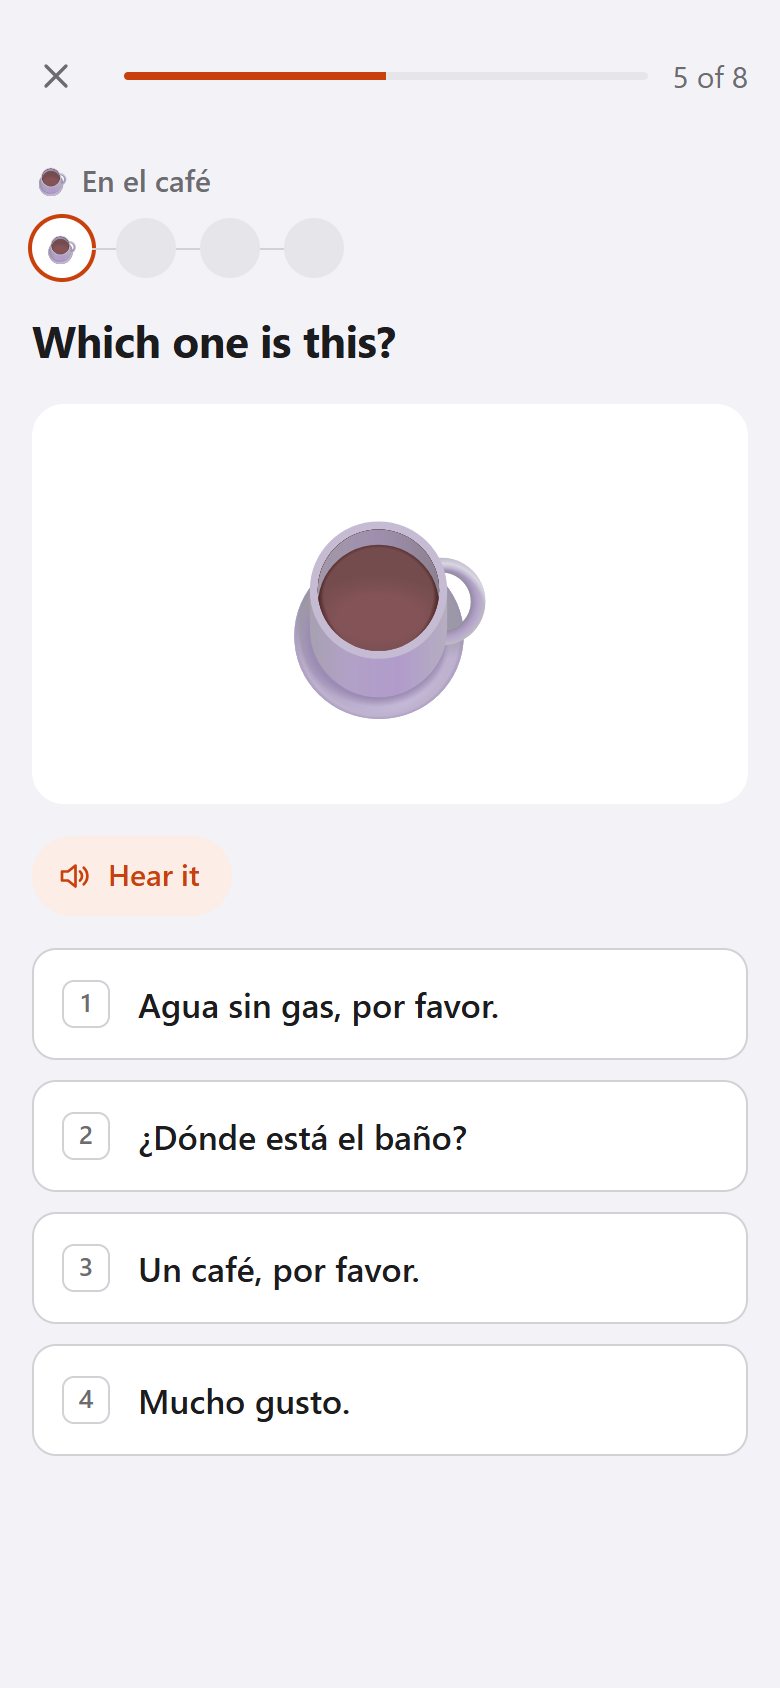 5 of 8
En el café
Which one is this?
Hear it
1 Agua sin gas, por favor.
2 ¿Dónde está el baño?
3 Un café, por favor.
4 Mucho gusto.